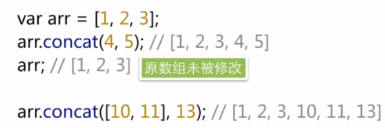 var arr = [1, 2, 3];
arr.concat(4, 5); // [1, 2, 3, 4, 5]
arr; // [1, 2, 3] 原数组未被修改
arr.concat([10, 11], 13); // [1, 2, 3, 10, 11, 13]